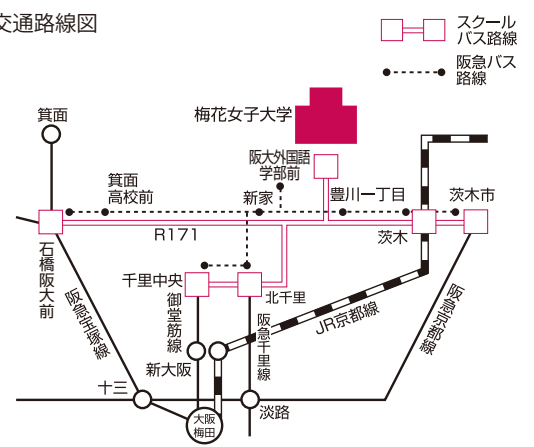 交通路線図
スクール
バス路線
阪急バス
路線
箕面
梅花女子大学
阪大外国語
学部前
箕面
高校前
新家
豊川一丁目
茨木市
R171
茨木
石橋阪大前
千里中央
北千里
御堂筋線
阪急宝塚線
阪急千里線
JR京都線
阪急京都線
新大阪
十三
大阪
梅田
淡路